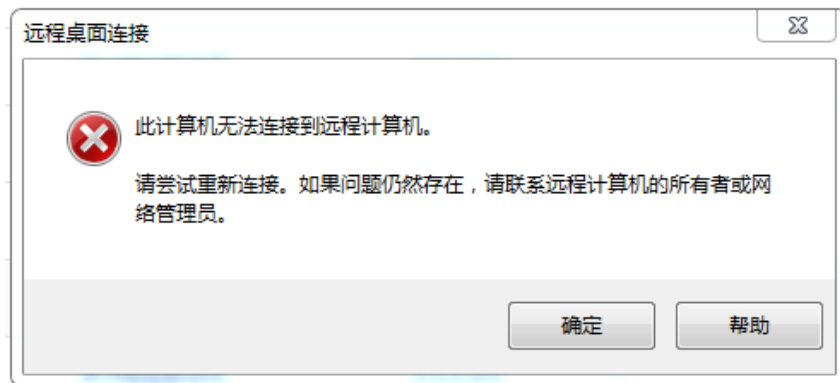 远程桌面连接
此计算机无法连接到远程计算机。
请尝试重新连接。如果问题仍然存在，请联系远程计算机的所有者或网
络管理员。
确定
帮助